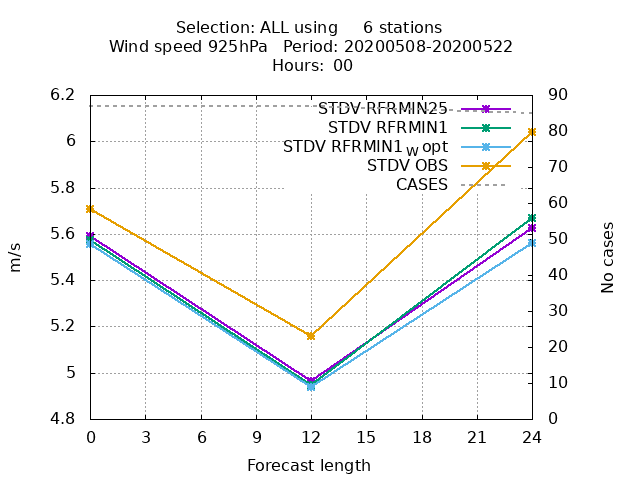 Selection: ALL using     6 stations
Wind speed 925hPa   Period: 20200508-20200522
Hours:  00
6.2
6
5.8
5.6
5.4
5.2
5
4.8
m/s
STDV RFRMIN25
STDV RFRMIN1
STDV RFRMIN1 W opt
STDV OBS
CASES
90
80
70
60
50
40
30
20
10
0
No cases
0 3 6 9 12 15 18 21 24
Forecast length